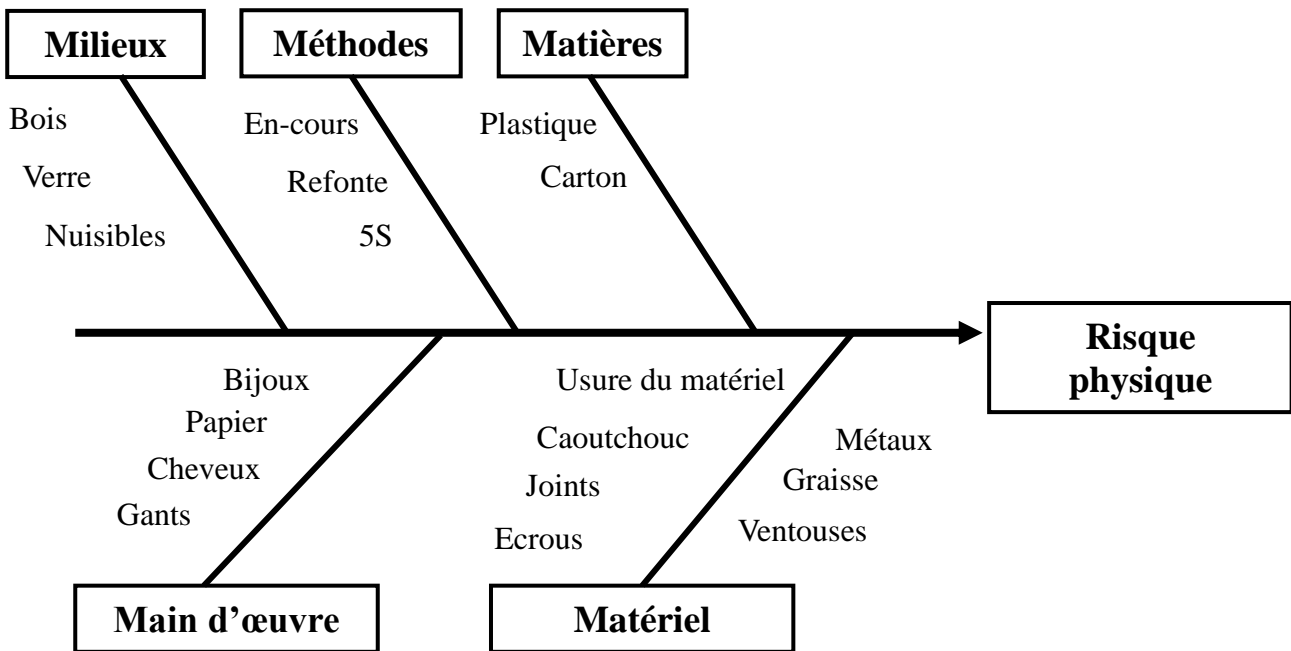 Milieux
Méthodes
Matières
Bois
Verre
Nuisibles
En-cours
Refonte
5S
Plastique
Carton
Risque
physique
Bijoux
Papier
Cheveux
Gants
Usure du matériel
Caoutchouc
Joints
Ecrous
Métaux
Graisse
Ventouses
Main d’œuvre
Matériel